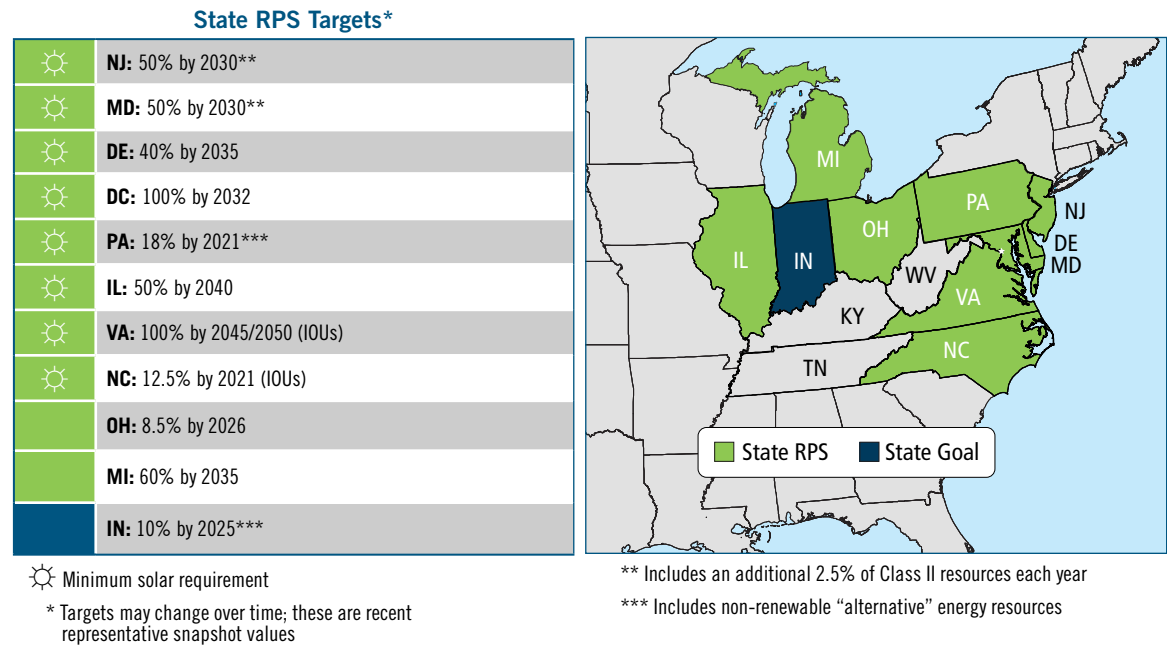 State RPS Targets*
NJ: 50% by 2030**
MD: 50% by 2030**
DE: 40% by 2035
DC: 100% by 2032
PA: 18% by 2021***
IL: 50% by 2040
VA: 100% by 2045/2050 (IOUs)
NC: 12.5% by 2021 (IOUs)
OH: 8.5% by 2026
MI: 60% by 2035
IN: 10% by 2025***
Minimum solar requirement
* Targets may change over time; these are recent
representative snapshot values
MI
PA
NJ
OH
DE
IL
IN
MD
WV
VA
KY
NC
TN
State RPS
State Goal
** Includes an additional 2.5% of Class II resources each year
*** Includes non-renewable “alternative” energy resources